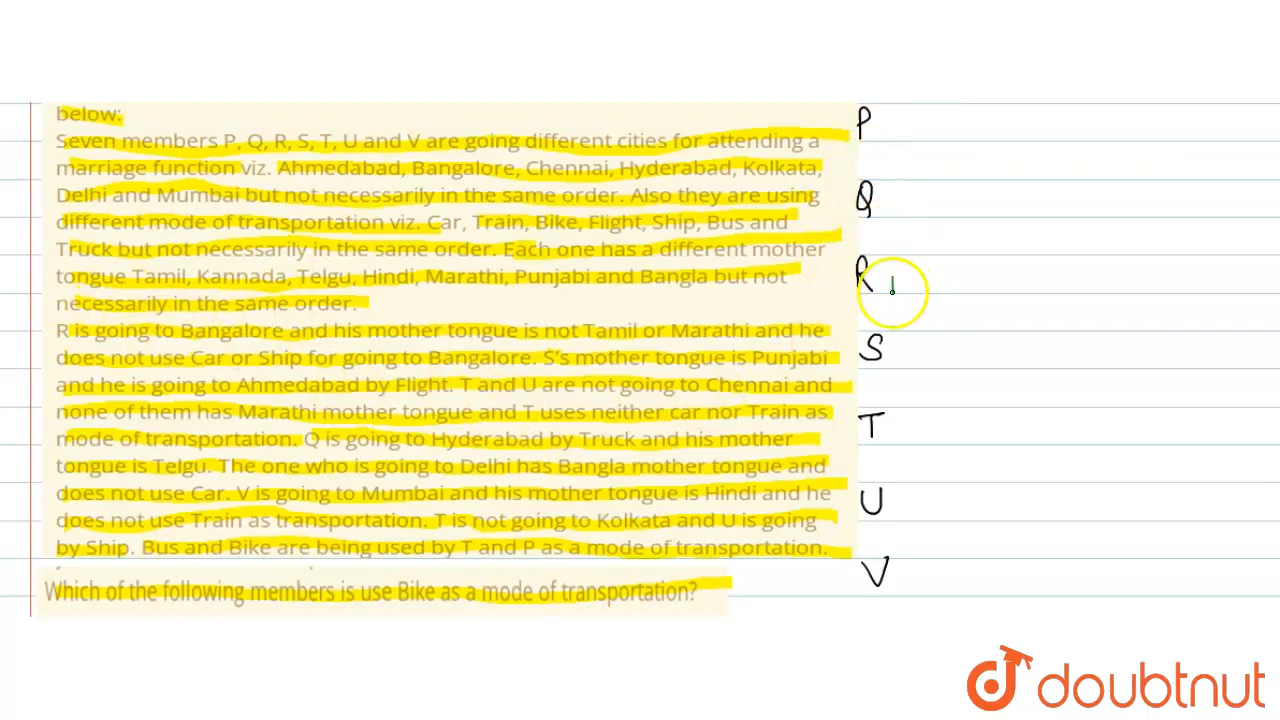 below:
Seven members P, Q, R, S, T, U and V are going different cities for attending a
marriage function viz. Ahmedabad, Bangalore, Chennai, Hyderabad, Kolkata,
Delhi and Mumbai but not necessarily in the same order. Also they are using
different mode of transportation viz. Car, Train, Bike, Flight, Ship, Bus and
Truck but not necessarily in the same order. Each one has a different mother
tongue Tamil, Kannada, Telgu, Hindi, Marathi, Punjabi and Bangla but not
necessarily in the same order.
R is going to Bangalore and his mother tongue is not Tamil or Marathi and he
does not use Car or Ship for going to Bangalore. S's mother tongue is Punjabi
and he is going to Ahmedabad by Flight. T and U are not going to Chennai and
none of them has Marathi mother tongue and T uses neither car nor Train as
mode of transportation. Q is going to Hyderabad by Truck and his mother
tongue is Telgu. The one who is going to Delhi has Bangla mother tongue and
does not use Car. V is going to Mumbai and his mother tongue is Hindi and he
does not use Train as transportation. T is not going to Kolkata and U is going
by Ship. Bus and Bike are being used by T and P as a mode of transportation.
Which of the following members is use Bike as a mode of transportation?
P
Q
R
S
T
U
V
doubtnut